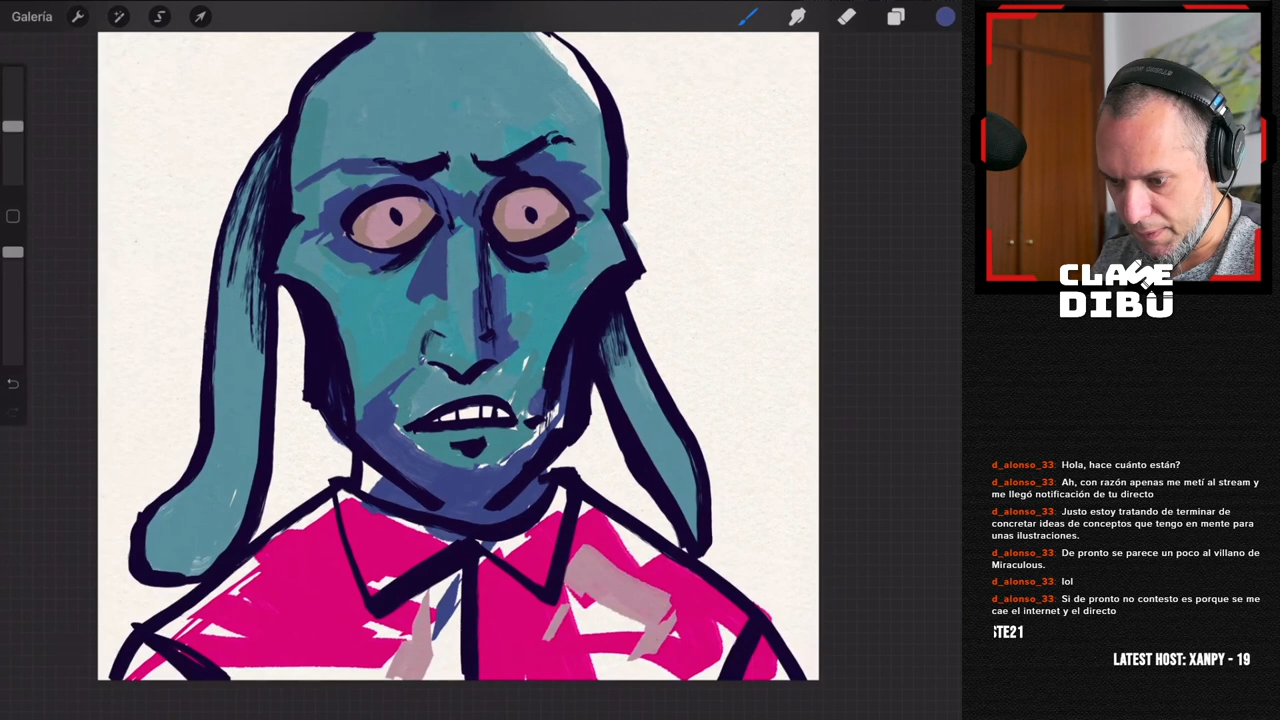 Galería
CLASE
DIBU
d_alonso_33: Hola, hace cuánto están?
d_alonso_33: Ah, con razón apenas me metí al stream y
me llegó notificación de tu directo
d_alonso_33: Justo estoy tratando de terminar de
concretar ideas de conceptos que tengo en mente para
unas ilustraciones.
d_alonso_33: De pronto se parece un poco al villano de
Miraculous.
d_alonso_33: lol
d_alonso_33: Si de pronto no contesto es porque se me
cae el internet y el directo
STE21
LATEST HOST: XANPY - 19